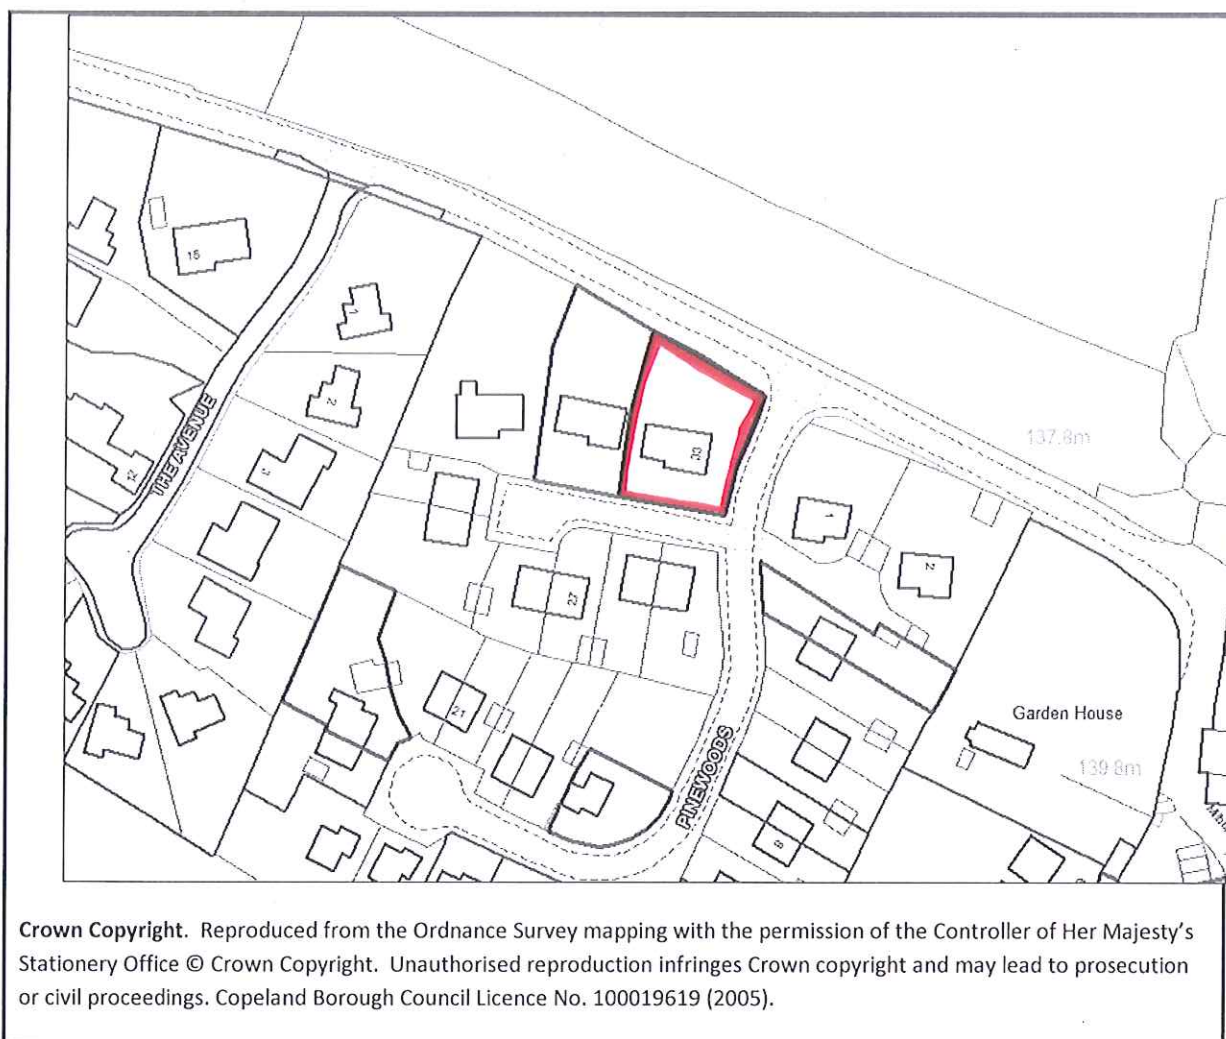 15
1
2
3
12
THE AVENUE
33
137.8m
1
2
27
21
Garden House
139.8m
PINEWOODS
8
Crown Copyright. Reproduced from the Ordnance Survey mapping with the permission of the Controller of Her Majesty's
Stationery Office © Crown Copyright. Unauthorised reproduction infringes Crown copyright and may lead to prosecution
or civil proceedings. Copeland Borough Council Licence No. 100019619 (2005).